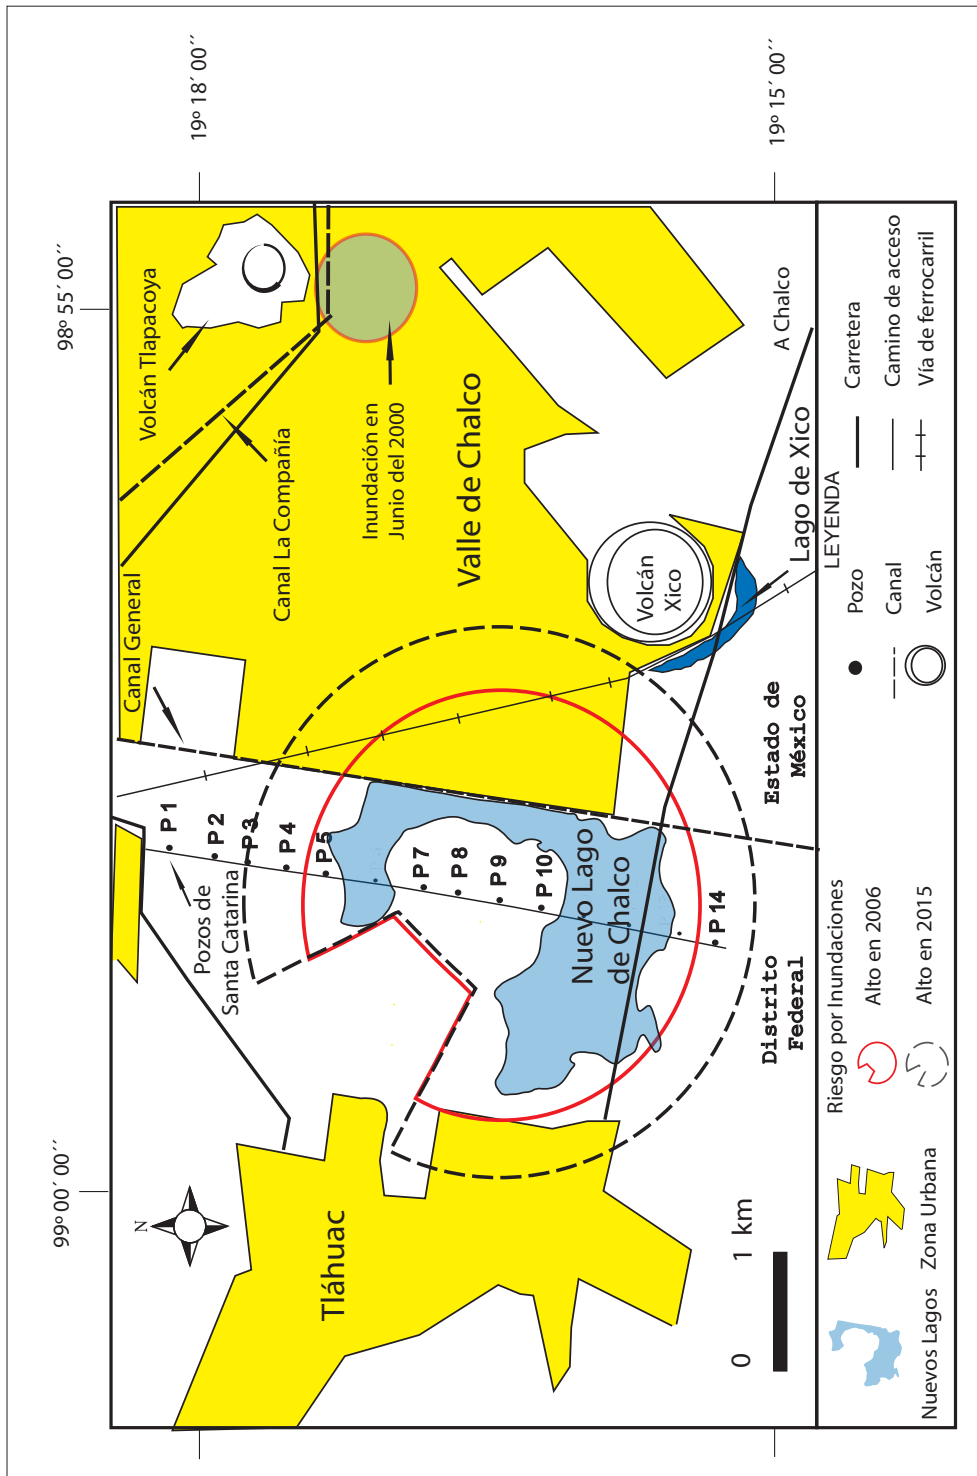 19º 18´ 00´´
19º 15´ 00´´
98º 55´ 00´´
99º 00´ 00´´
Volcán Tlapacoya
Canal La Compañía
Inundación en
Junio del 2000
Valle de Chalco
A Chalco
Canal General
Volcán
Xico
Lago de Xico
Estado de
México
Pozos de
Santa Catarina
P 1
P 2
P 3
P 4
P 5
P 7
P 8
P 9
P 10
P 14
Nuevo Lago
de Chalco
Distrito
Federal
Tláhuac
N
0 1 km
LEYENDA
Nuevos Lagos
Zona Urbana
Riesgo por Inundaciones
Alto en 2006
Alto en 2015
Pozo
Canal
Volcán
Carretera
Camino de acceso
Vía de ferrocarril